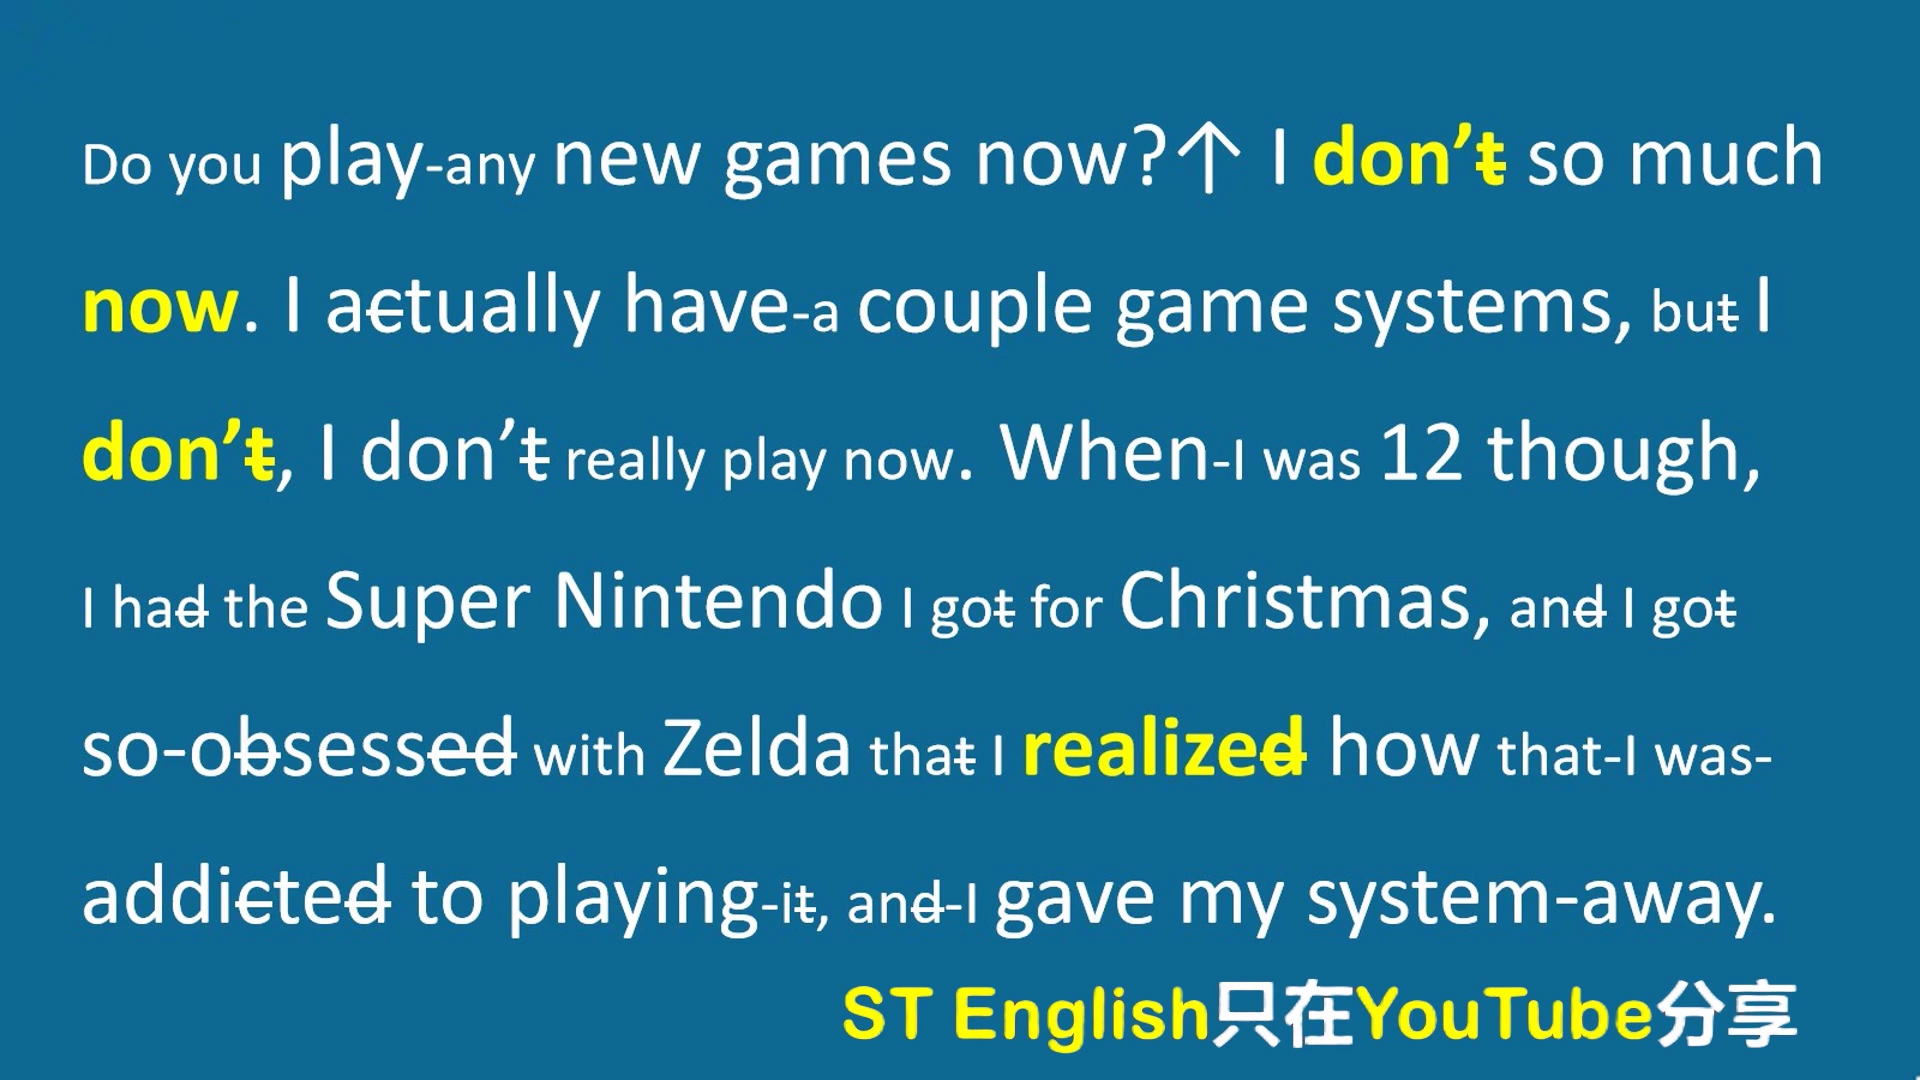 Do you play-any new games now?↑ I don’t so much
now. I actually have-a couple game systems, but I
don’t, I don’t really play now. When-I was 12 though,
I had the Super Nintendo I got for Christmas, and I got
so-obsessed with Zelda that I realized how that-I was-
addicted to playing-it, and-I gave my system-away.
ST English只在YouTube分享